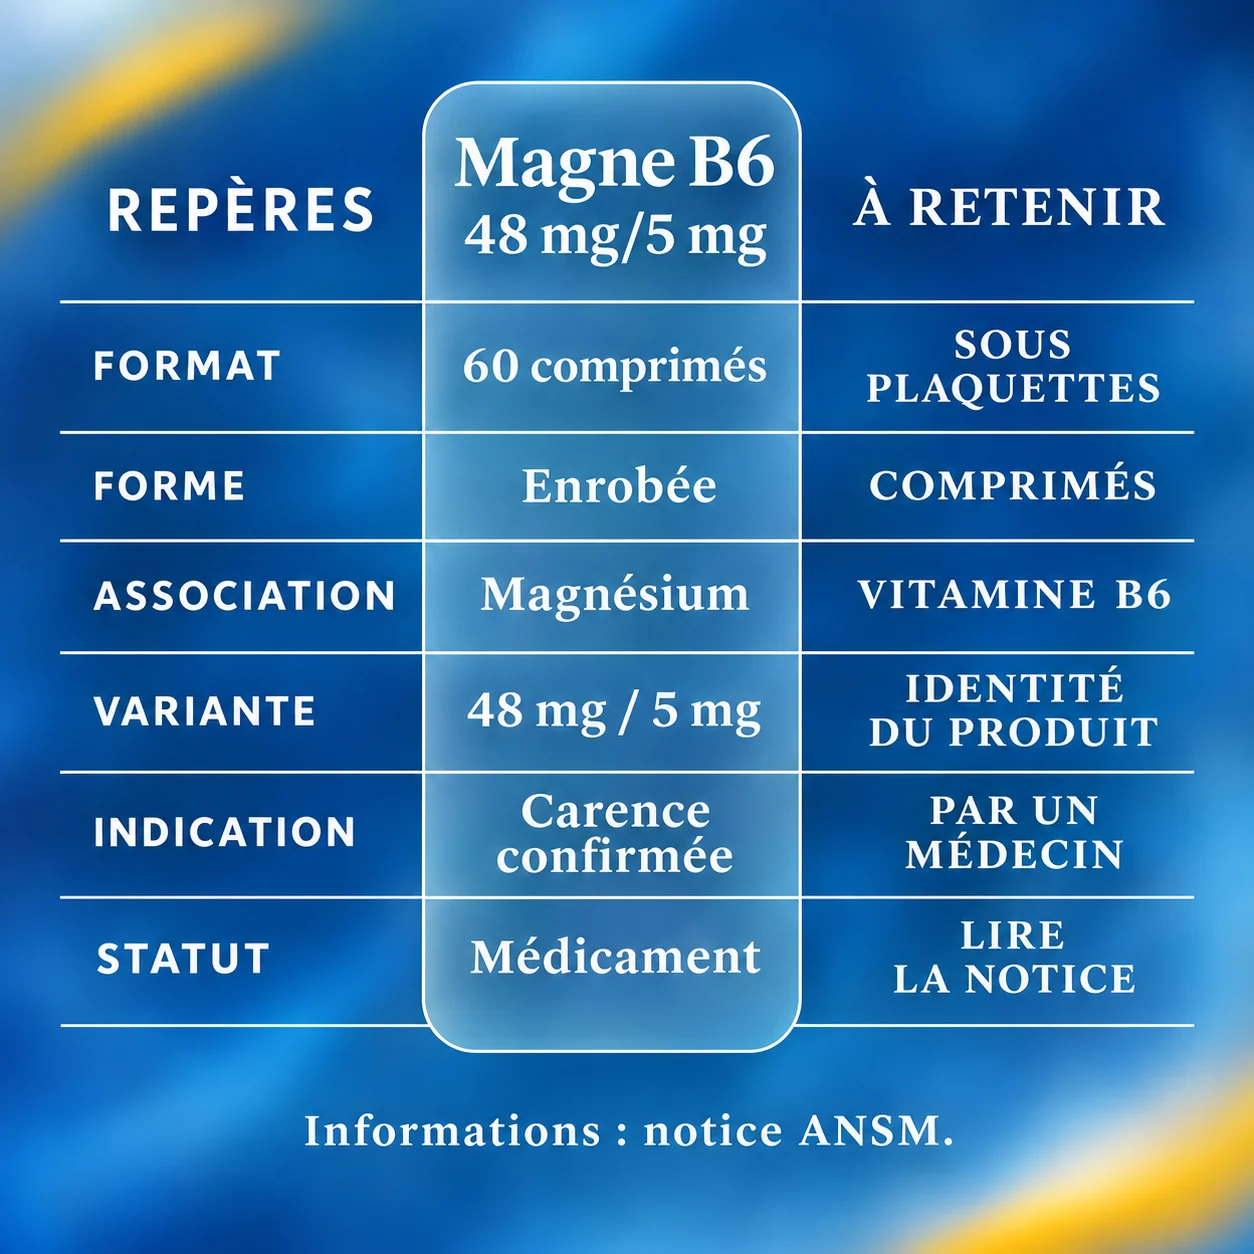 REPÈRES
Magne B6
48 mg/5 mg
À RETENIR
FORMAT
60 comprimés
SOUS
PLAQUETTES
FORME
Enrobée
COMPRIMÉS
ASSOCIATION
Magnésium
VITAMINE B6
VARIANTE
48 mg / 5 mg
IDENTITÉ
DU PRODUIT
INDICATION
Carence
confirmée
PAR UN
MÉDECIN
STATUT
Médicament
LIRE
LA NOTICE
Informations : notice ANSM.